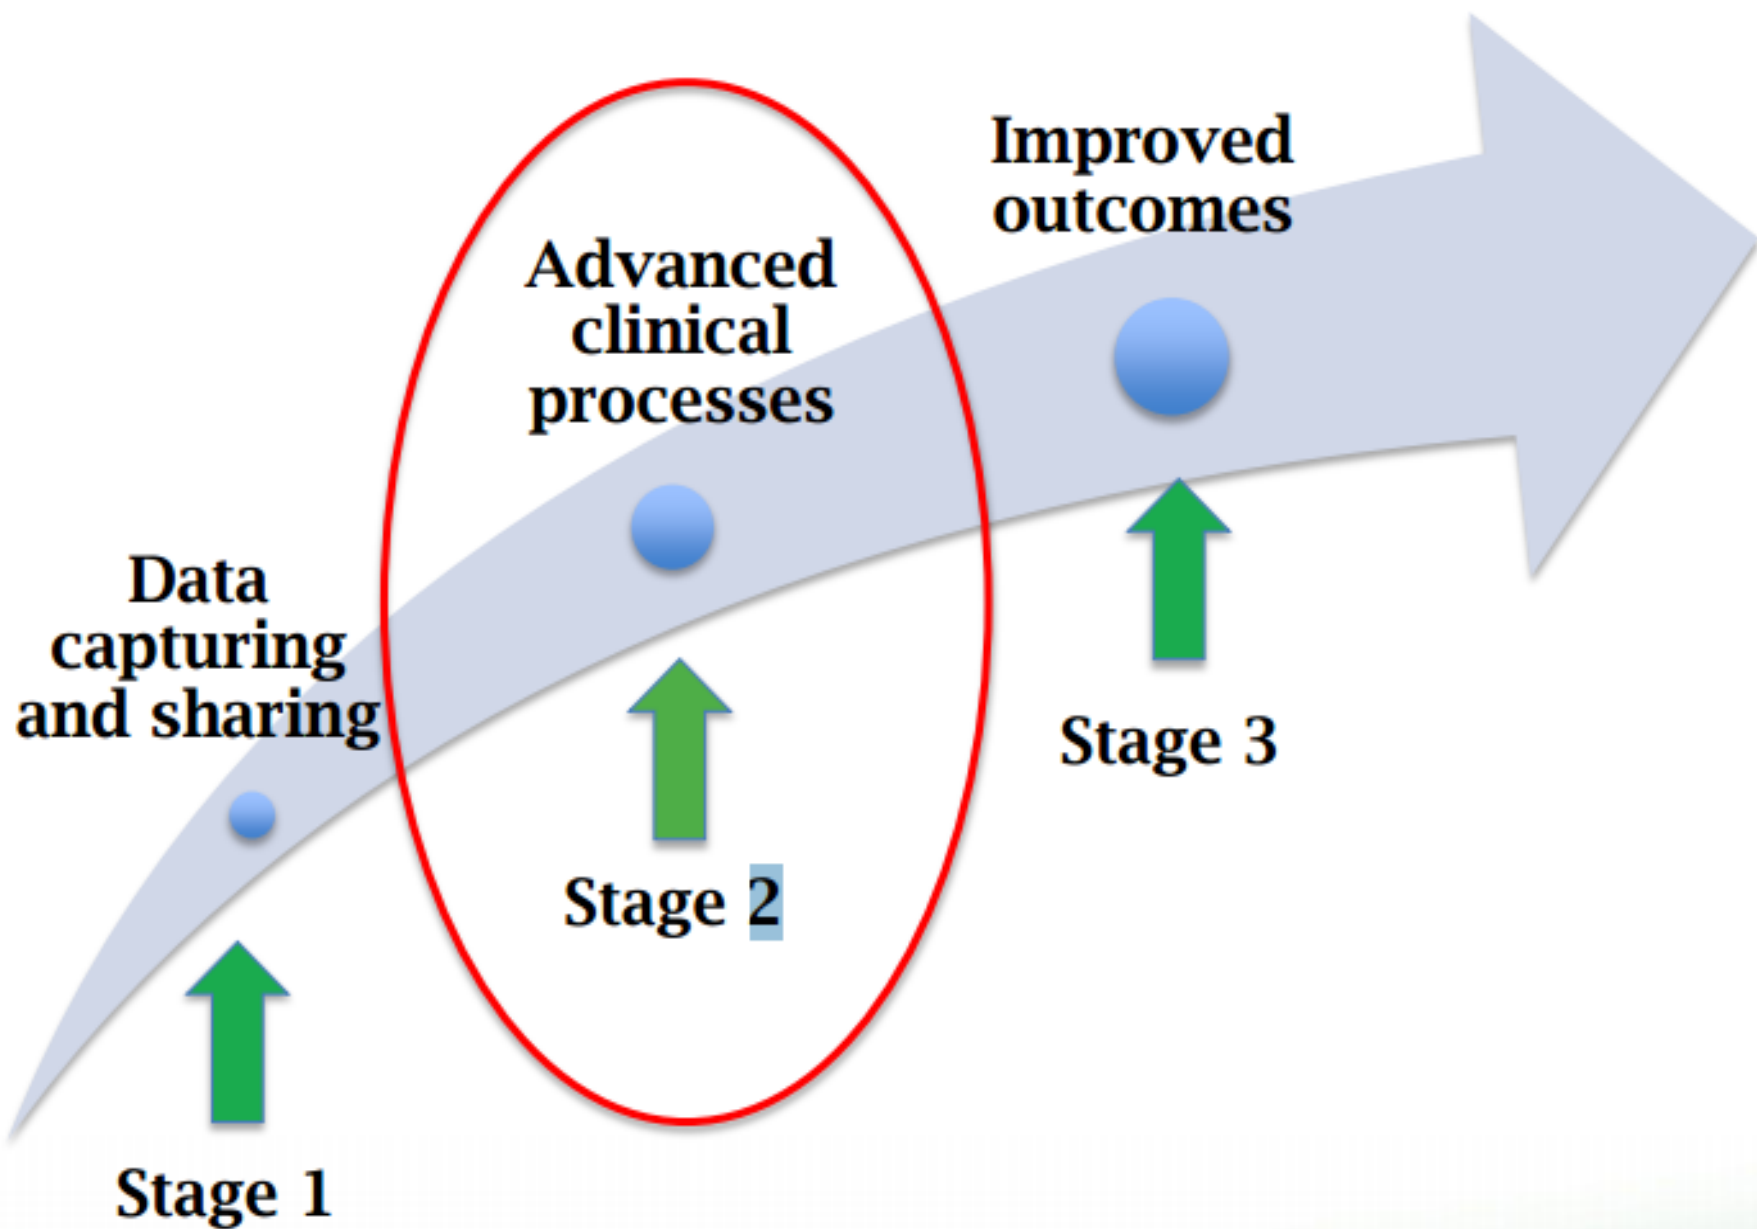 Data
capturing
and sharing
Stage 1
Advanced
clinical
processes
Stage 2
Improved
outcomes
Stage 3